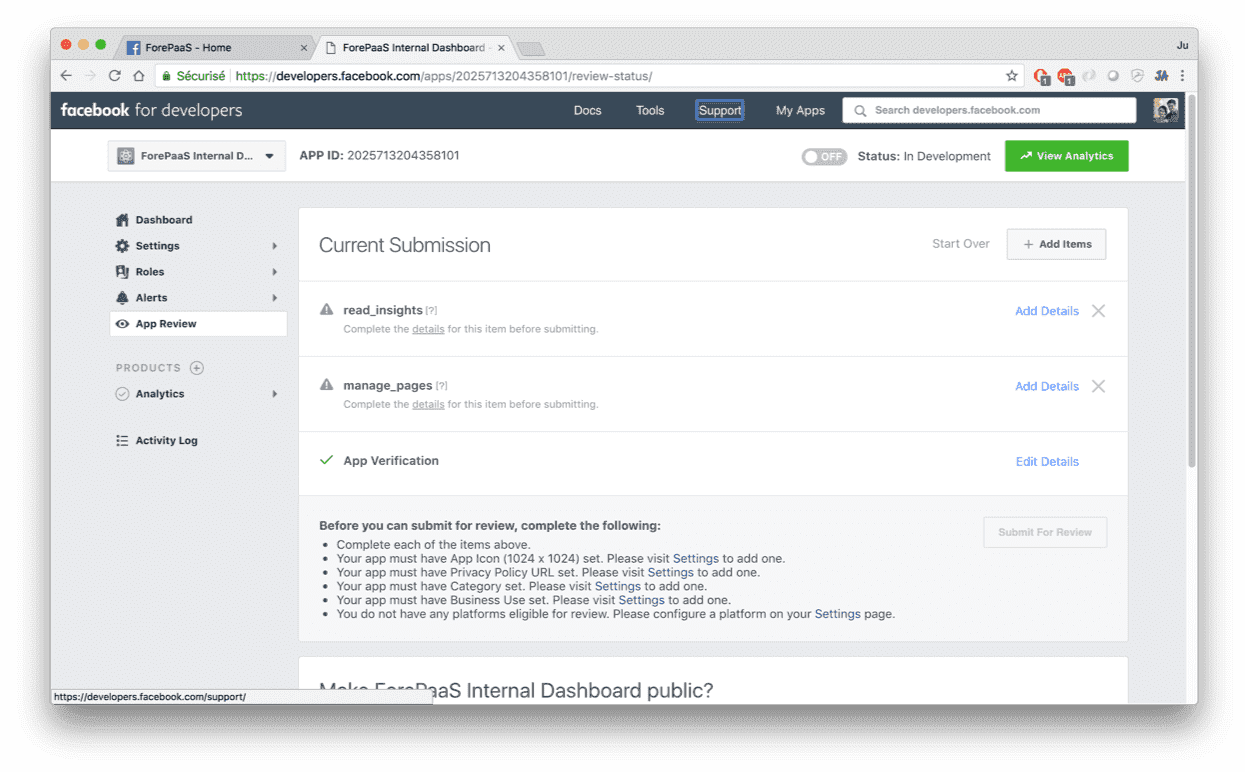 Ju
ForePaaS - Home
ForePaaS Internal Dashboard -
Sécurisé https://developers.facebook.com/apps/2025713204358101/review-status/
1 1
facebook for developers
Docs Tools Support My Apps Search developers.facebook.com
ForePaaS Internal D... APP ID: 2025713204358101 OFF Status: In Development View Analytics
Dashboard
Settings
Roles
Alerts
App Review
PRODUCTS
Analytics
Activity Log
Current Submission Start Over + Add Items
read_insights [?] Add Details
Complete the details for this item before submitting.
manage_pages [?] Add Details
Complete the details for this item before submitting.
App Verification Edit Details
Before you can submit for review, complete the following: Submit For Review
• Complete each of the items above.
• Your app must have App Icon (1024 x 1024) set. Please visit Settings to add one.
• Your app must have Privacy Policy URL set. Please visit Settings to add one.
• Your app must have Category set. Please visit Settings to add one.
• Your app must have Business Use set. Please visit Settings to add one.
• You do not have any platforms eligible for review. Please configure a platform on your Settings page.
Make ForePaaS Internal Dashboard public?
https://developers.facebook.com/support/